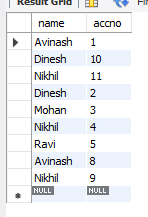 Result Grid
name accno
Avinash 1
Dinesh 10
Nikhil 11
Dinesh 2
Mohan 3
Nikhil 4
Ravi 5
Avinash 8
Nikhil 9
NULL NULL